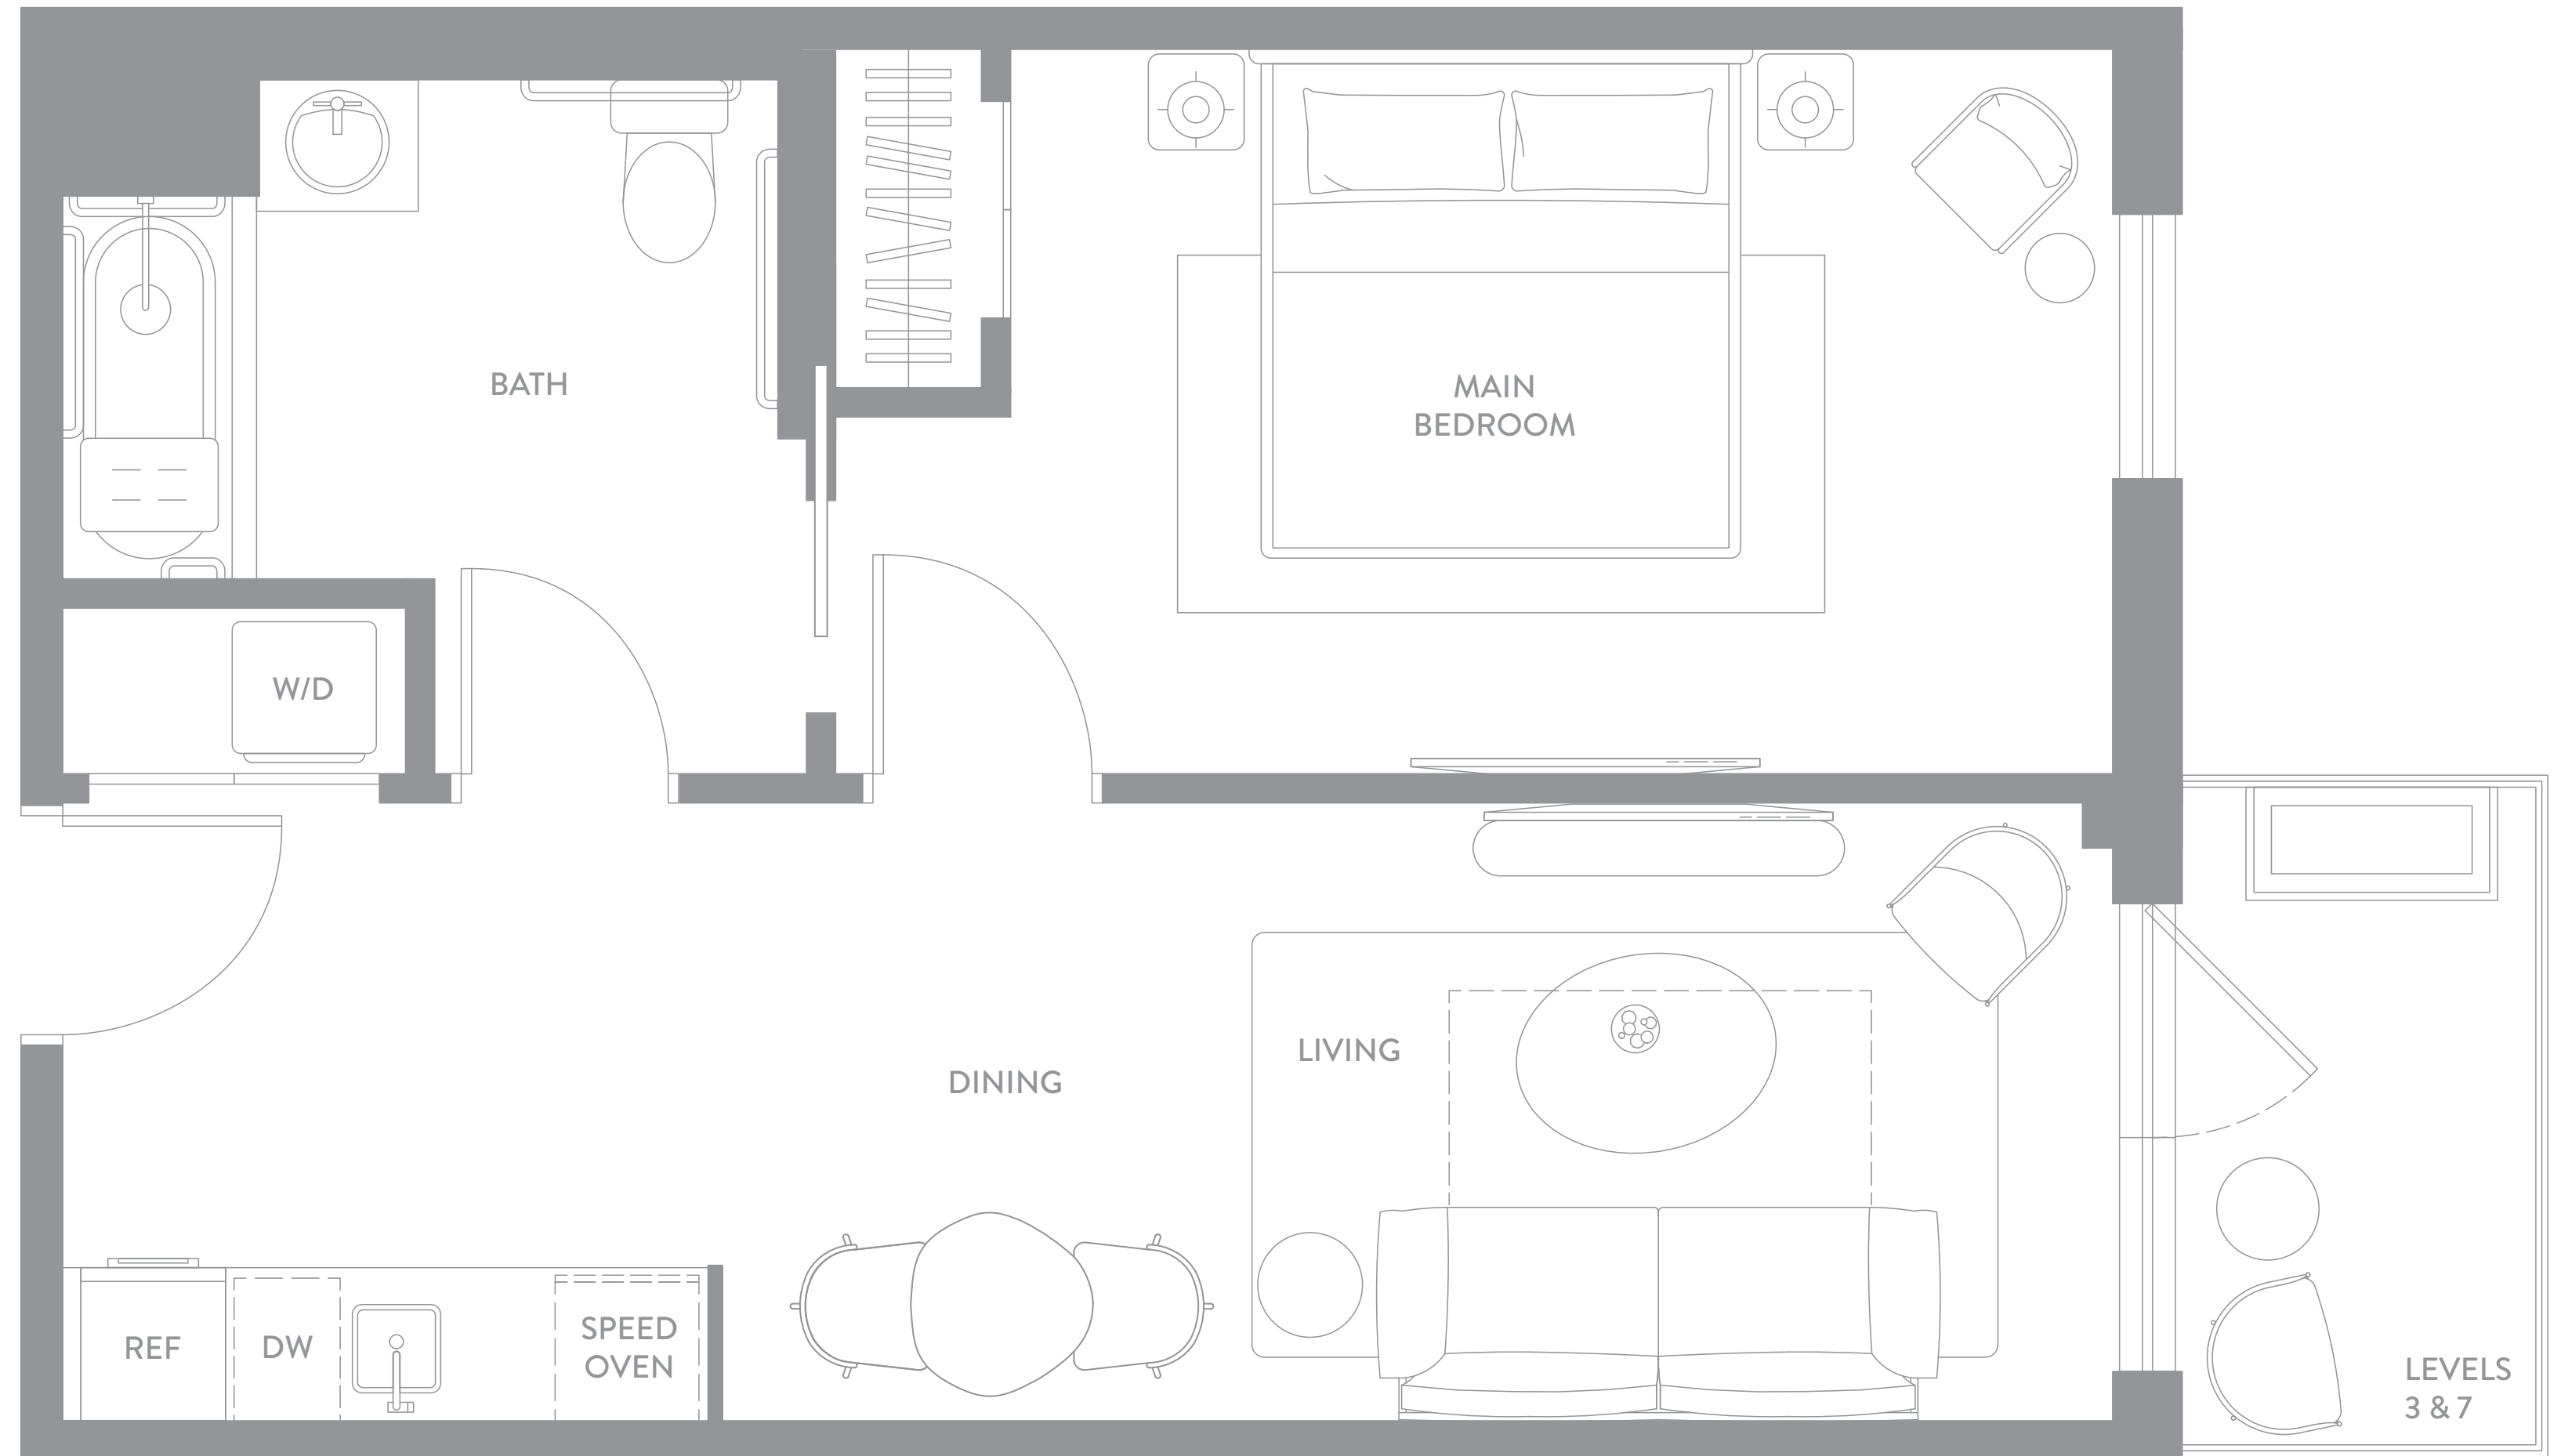 BATH
MAIN
BEDROOM
W/D
LIVING
DINING
REF
DW
SPEED
OVEN
LEVELS
3 & 7